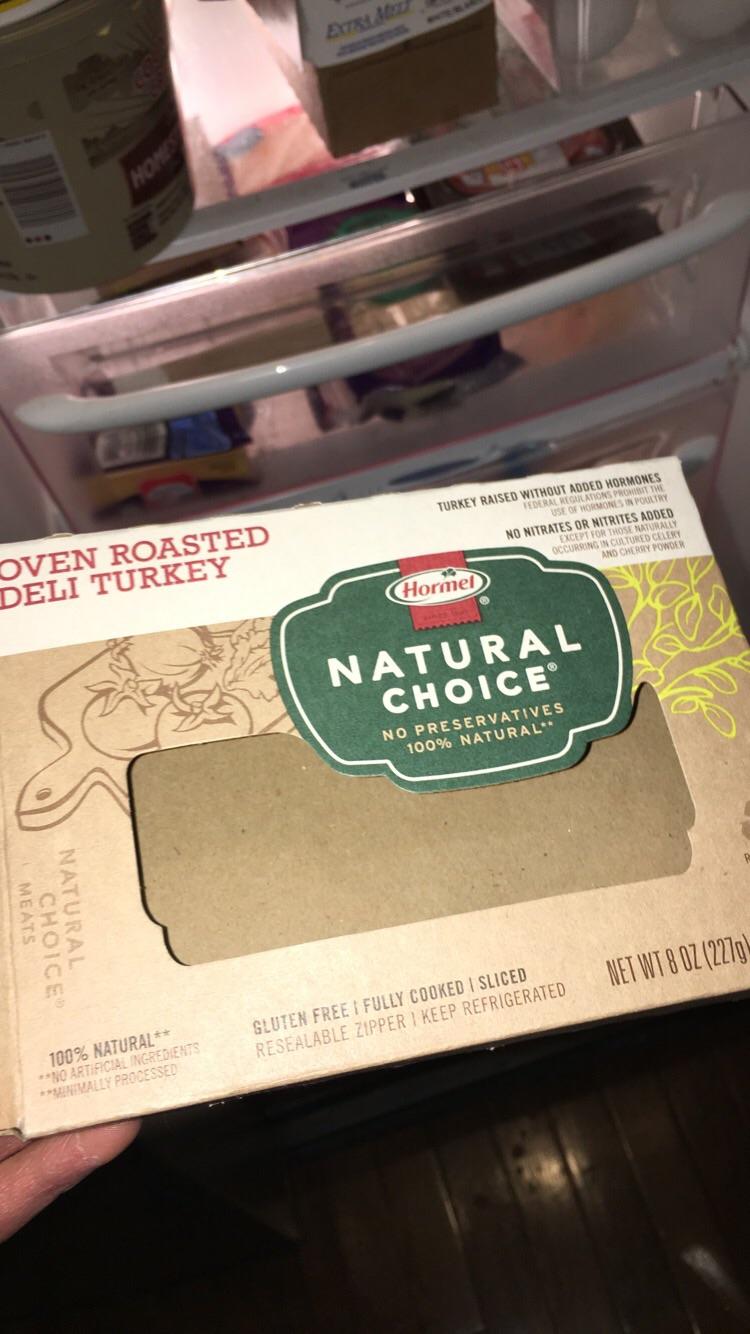 EXTRA MELT
HOMES
OVEN ROASTED
DELI TURKEY
TURKEY RAISED WITHOUT ADDED HORMONES
FEDERAL REGULATIONS PROHIBIT THE
USE OF HORMONES IN POULTRY
NO NITRATES OR NITRITES ADDED
EXCEPT FOR THOSE NATURALLY
OCCURRING IN CULTURED CELERY
AND CHERRY POWDER
Hormel®
NATURAL
CHOICE®
NO PRESERVATIVES
100% NATURAL**
NATURAL
CHOICE®
MEATS
100% NATURAL**
**NO ARTIFICIAL INGREDIENTS
**MINIMALLY PROCESSED
GLUTEN FREE | FULLY COOKED | SLICED
RESEALABLE ZIPPER | KEEP REFRIGERATED
NET WT 8 OZ (227g)